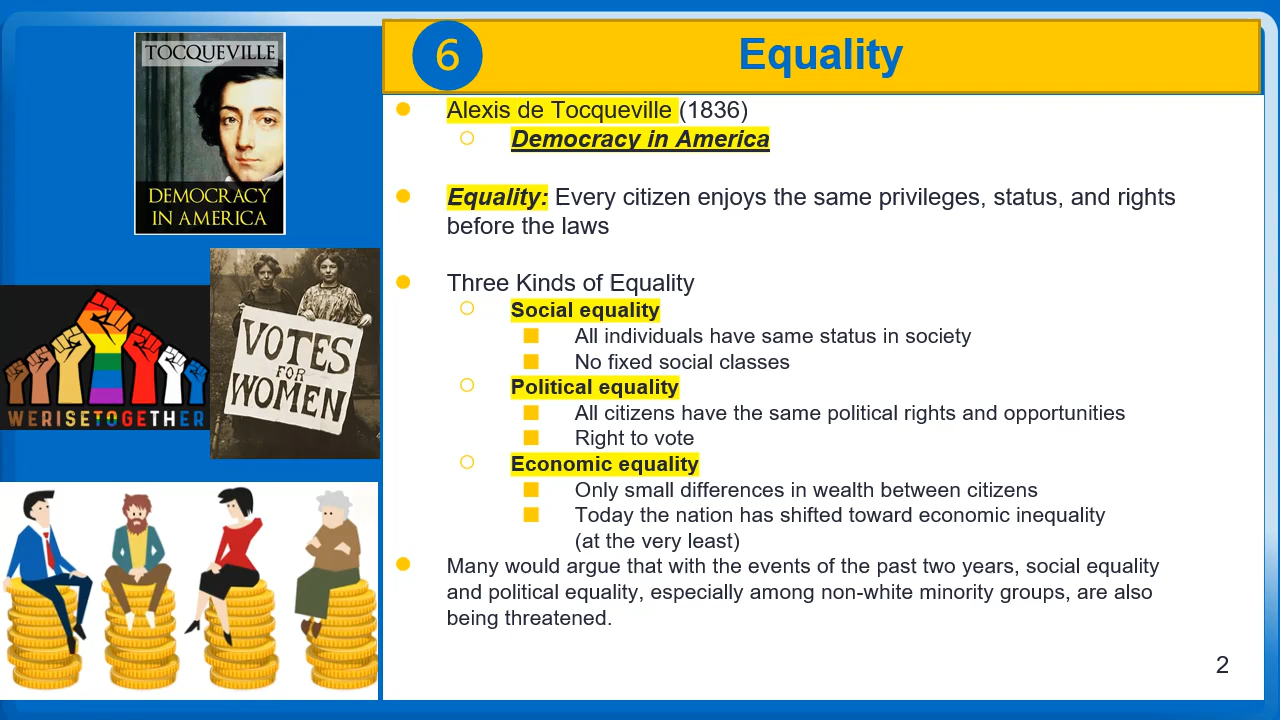 TOCQUEVILLE
DEMOCRACY
IN AMERICA
WERISETOGETHER
VOTES
FOR
WOMEN
6
Equality
Alexis de Tocqueville (1836)
Democracy in America
Equality: Every citizen enjoys the same privileges, status, and rights
before the laws
Three Kinds of Equality
Social equality
All individuals have same status in society
No fixed social classes
Political equality
All citizens have the same political rights and opportunities
Right to vote
Economic equality
Only small differences in wealth between citizens
Today the nation has shifted toward economic inequality
(at the very least)
Many would argue that with the events of the past two years, social equality
and political equality, especially among non-white minority groups, are also
being threatened.
2